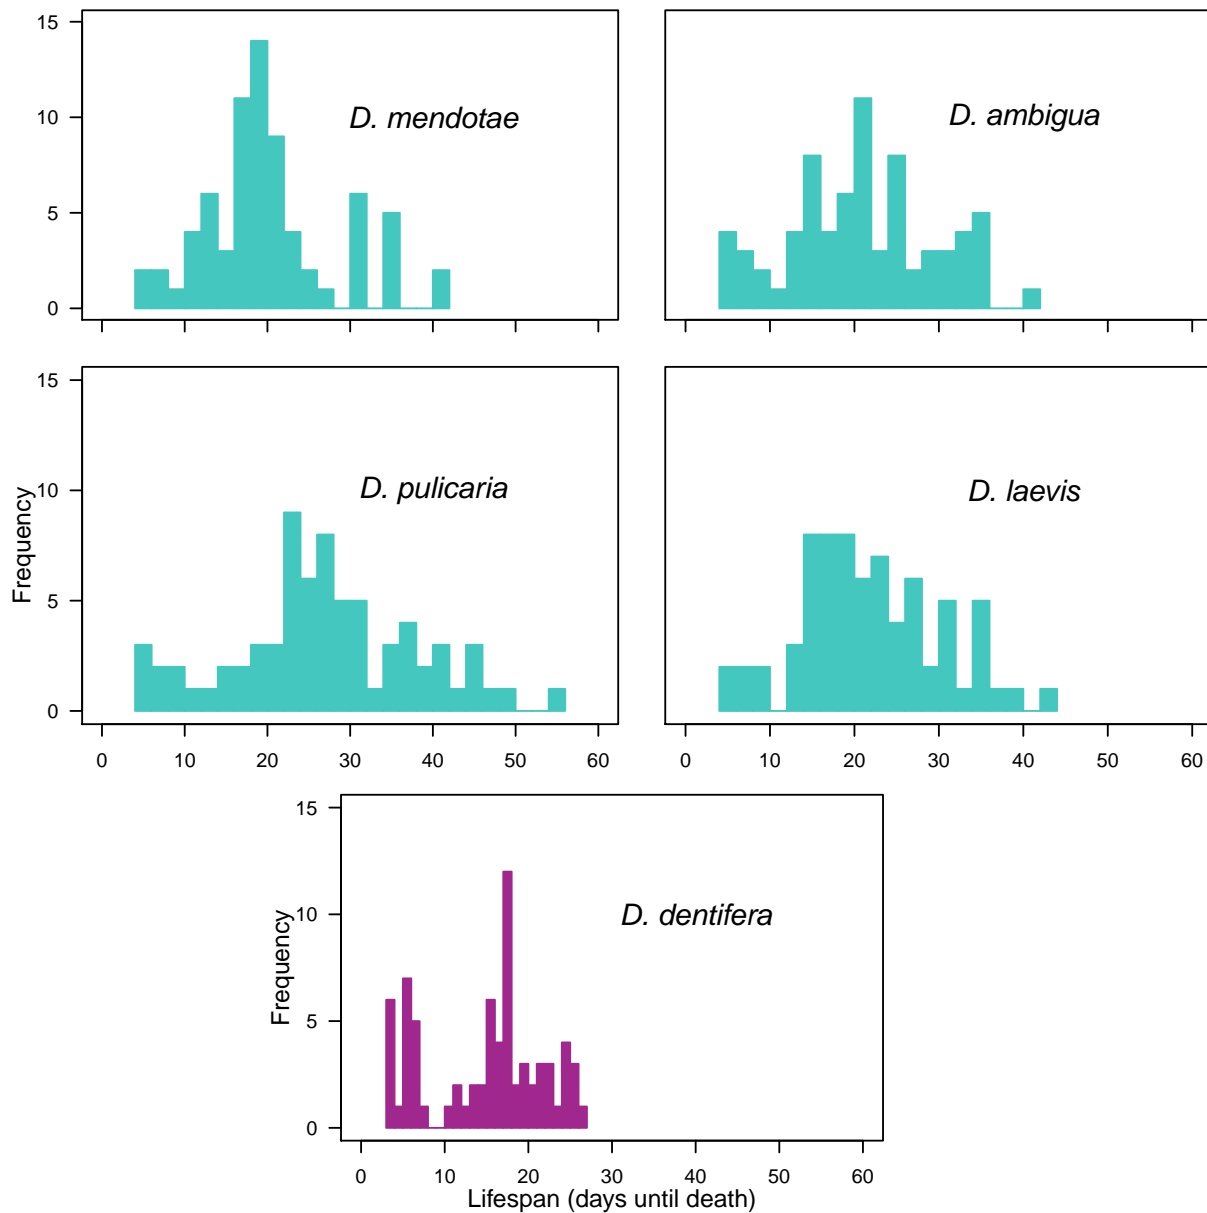 15
10
5
0
D. mendotae
D. ambigua
15
10
5
0
Frequency
D. pulicaria
0 10 20 30 40 50 60
D. laevis
0 10 20 30 40 50 60
15
10
5
0
Frequency
D. dentifera
0 10 20 30 40 50 60
Lifespan (days until death)